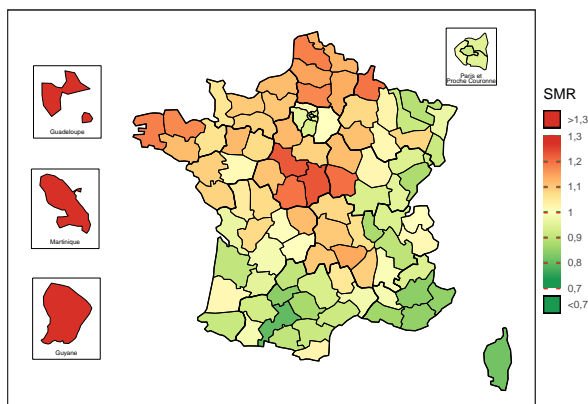 Paris et
Proche Couronne
Guadeloupe
Martinique
Guyane
SMR
>1,3
1,3
1,2
1,1
1
0,9
0,8
0,7
<0,7